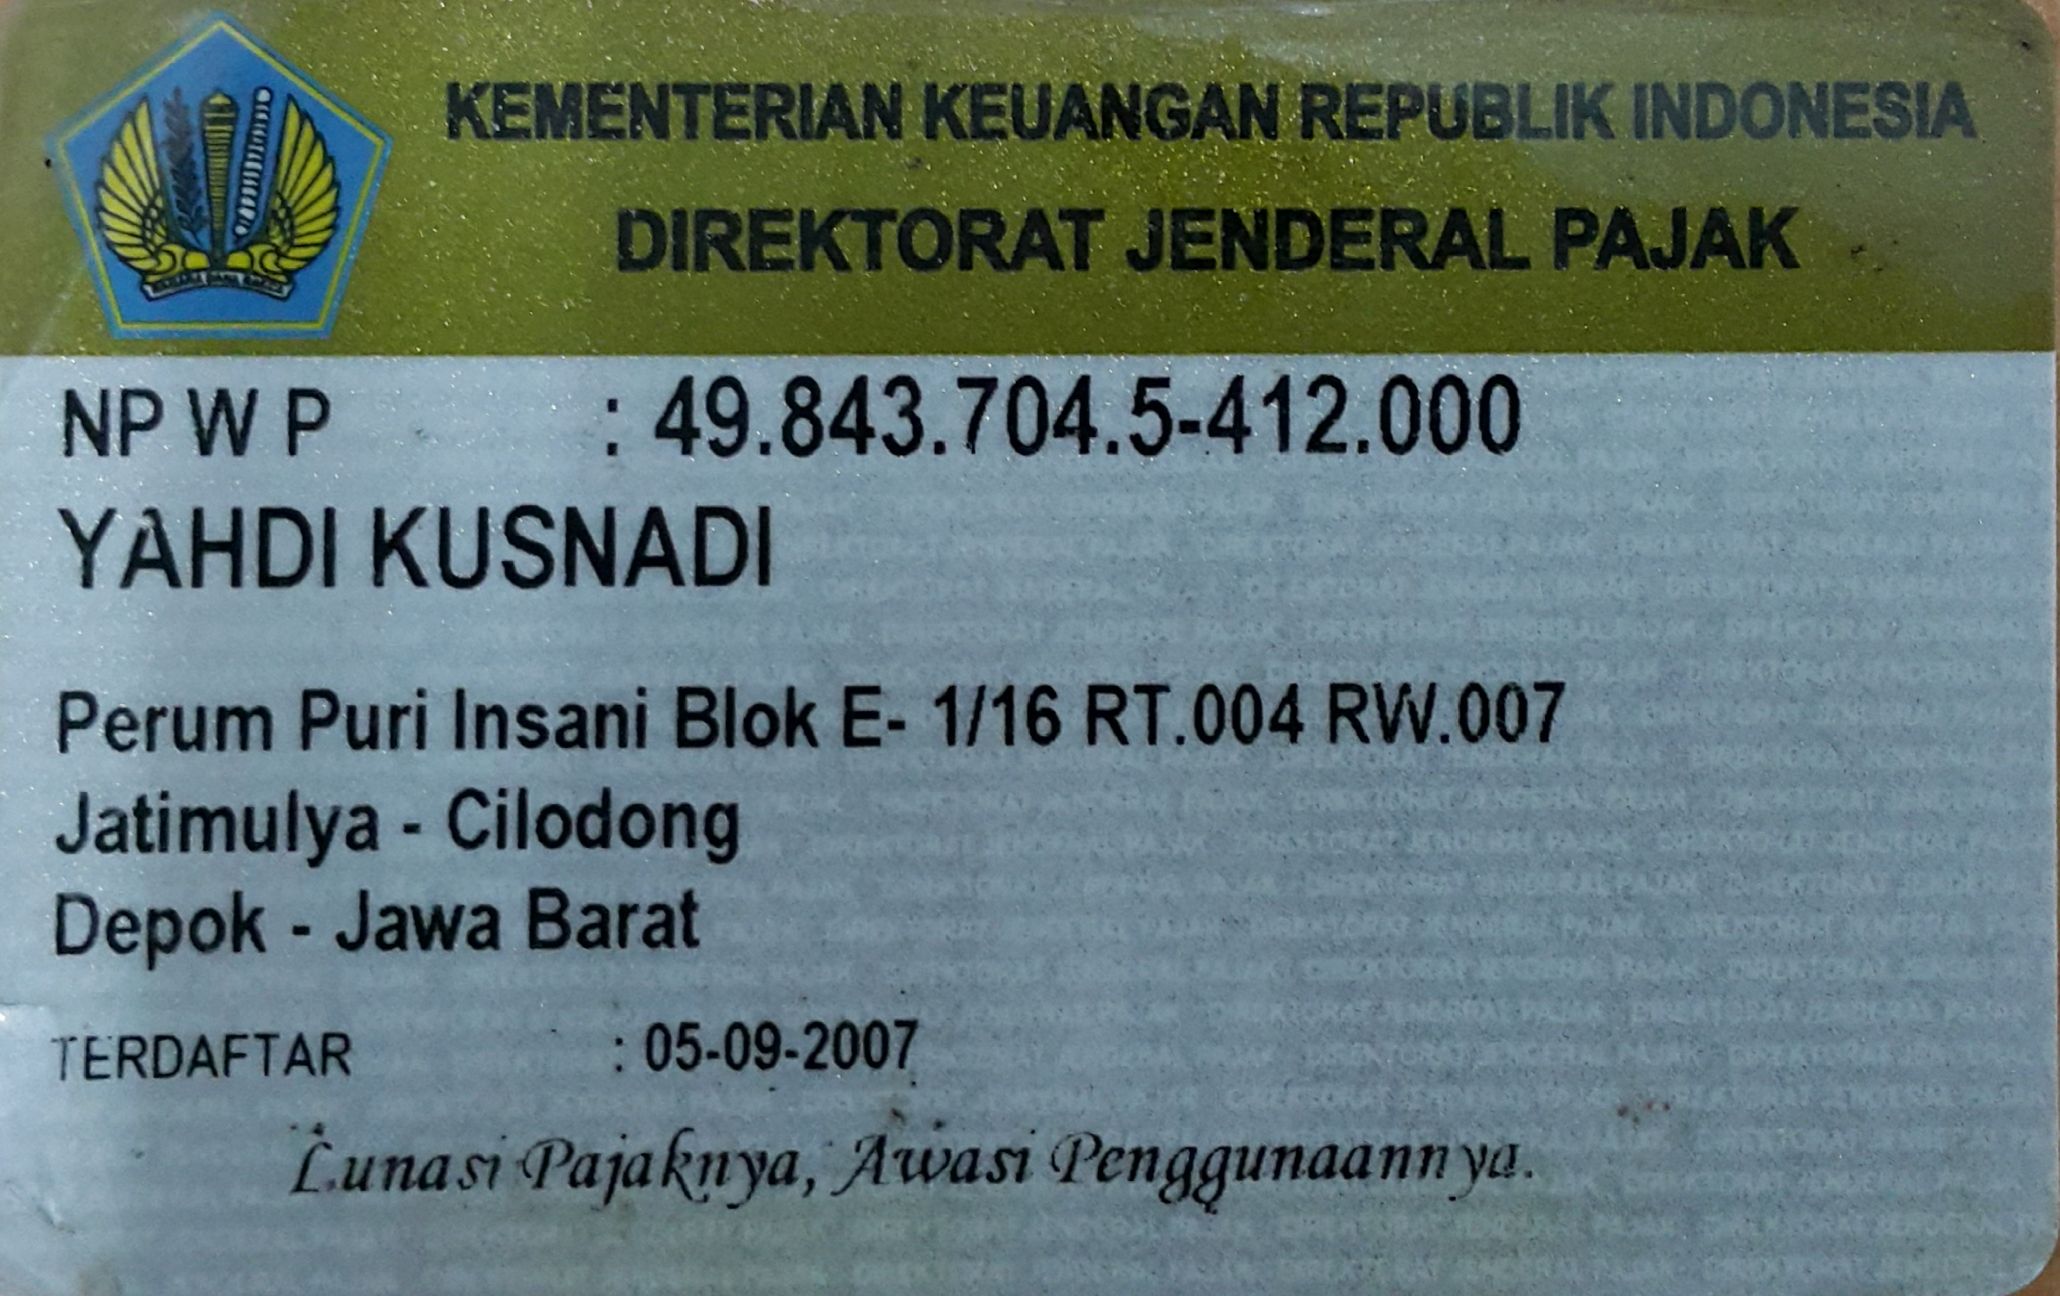 KEMENTERIAN KEUANGAN REPUBLIK INDONESIA
DIREKTORAT JENDERAL PAJAK
NPWP : 49.843.704.5-412.000
YAHDI KUSNADI
Perum Puri Insani Blok E- 1/16 RT.004 RW.007
Jatimulya - Cilodong
Depok - Jawa Barat
TERDAFTAR : 05-09-2007
Lunasi Pajaknya, Awasi Penggunaannya.